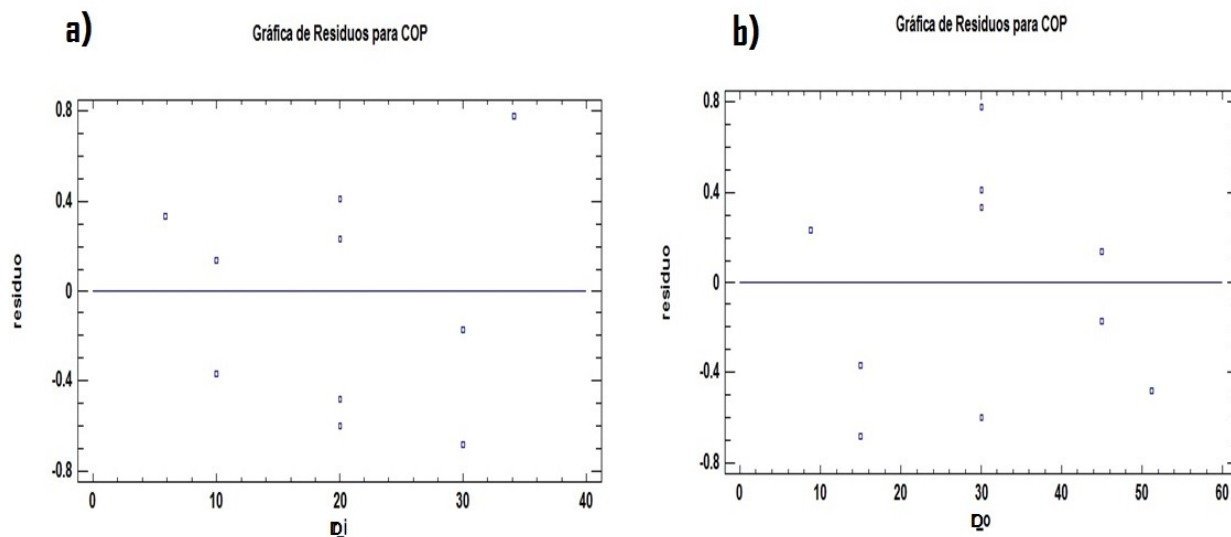 a)
Gráfica de Residuos para COP
0.8
0.4
0
-0.4
-0.8
residuo
0 10 20 30 40
D_i
b)
Gráfica de Residuos para COP
0.8
0.4
0
-0.4
-0.8
residuo
0 10 20 30 40 50 60
D_o